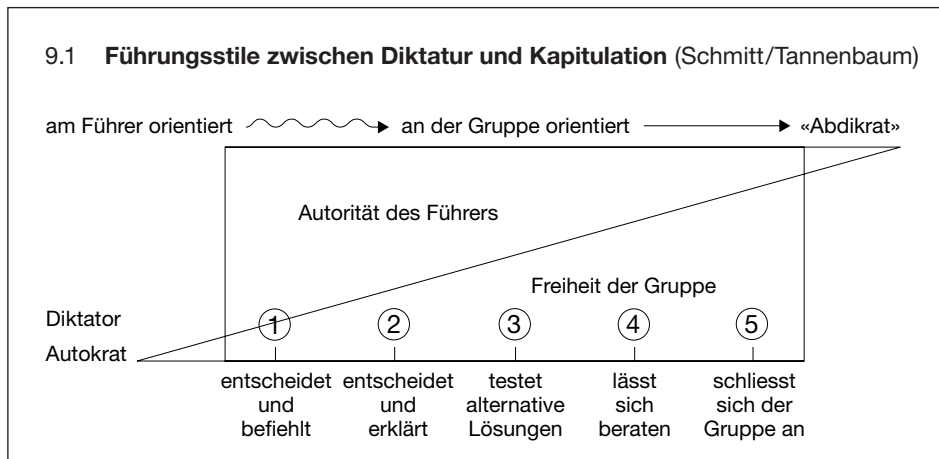 9.1 Führungsstile zwischen Diktatur und Kapitulation (Schmitt/Tannenbaum)
am Führer orientiert an der Gruppe orientiert «Abdikrat»
Autorität des Führers
Freiheit der Gruppe
Diktator
Autokrat
1 2 3 4 5
entscheidet und befiehlt
entscheidet und erklärt
testet alternative Lösungen
lässt sich beraten
schliesst sich der Gruppe an